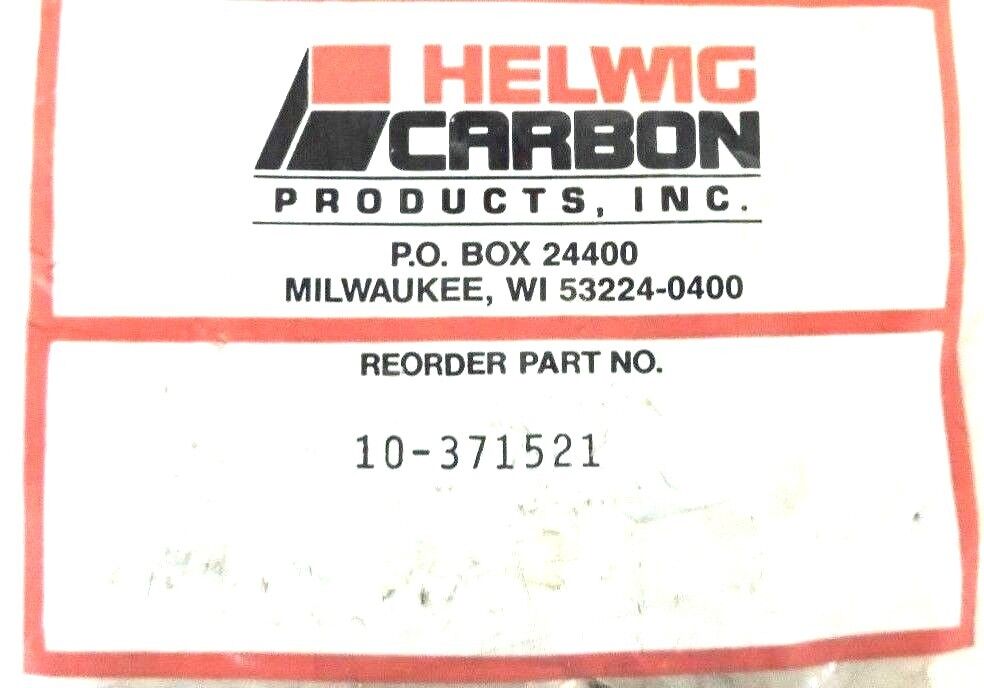 HELWIG
CARBON
PRODUCTS, INC.
P.O. BOX 24400
MILWAUKEE, WI 53224-0400
REORDER PART NO.
10-371521